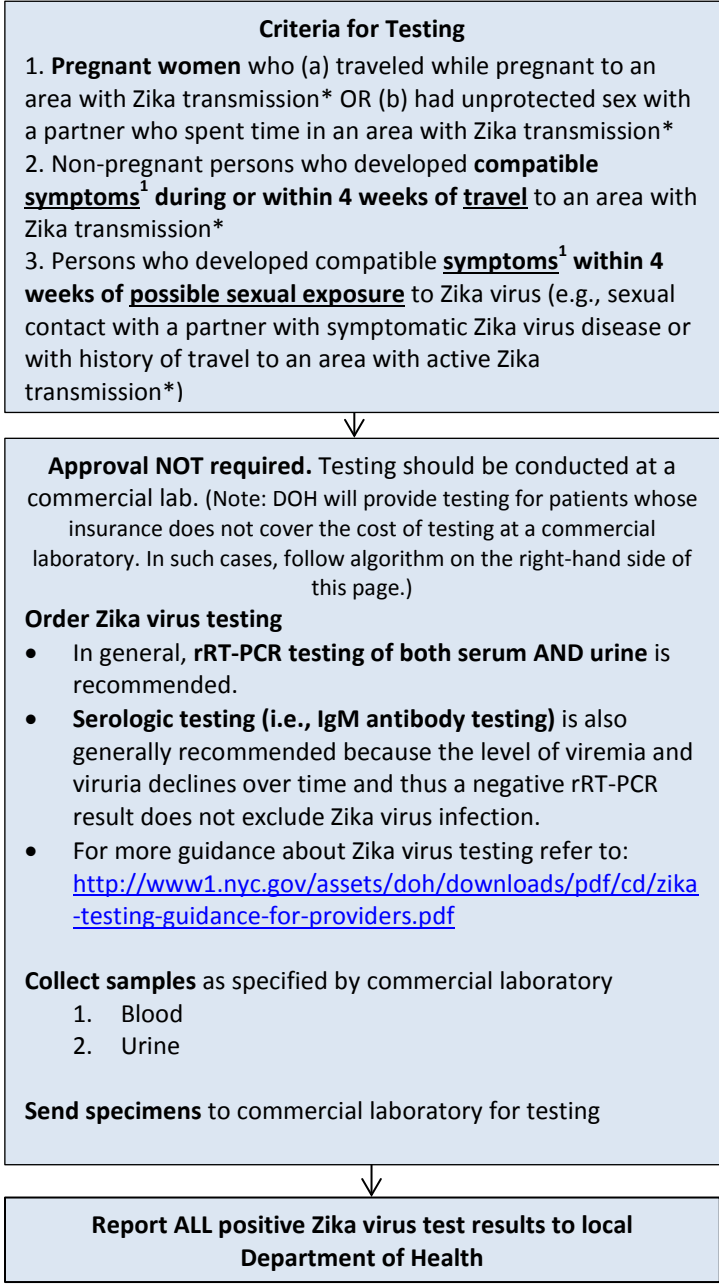 Criteria for Testing
1. Pregnant women who (a) traveled while pregnant to an
area with Zika transmission* OR (b) had unprotected sex with
a partner who spent time in an area with Zika transmission*
2. Non-pregnant persons who developed compatible
symptoms1 during or within 4 weeks of travel to an area with
Zika transmission*
3. Persons who developed compatible symptoms1 within 4
weeks of possible sexual exposure to Zika virus (e.g., sexual
contact with a partner with symptomatic Zika virus disease or
with history of travel to an area with active Zika
transmission*)
Approval NOT required. Testing should be conducted at a
commercial lab. (Note: DOH will provide testing for patients whose
insurance does not cover the cost of testing at a commercial
laboratory. In such cases, follow algorithm on the right-hand side of
this page.)
Order Zika virus testing
• In general, rRT-PCR testing of both serum AND urine is
recommended.
• Serologic testing (i.e., IgM antibody testing) is also
generally recommended because the level of viremia and
viruria declines over time and thus a negative rRT-PCR
result does not exclude Zika virus infection.
• For more guidance about Zika virus testing refer to:
http://www1.nyc.gov/assets/doh/downloads/pdf/cd/zika
-testing-guidance-for-providers.pdf
Collect samples as specified by commercial laboratory
1. Blood
2. Urine
Send specimens to commercial laboratory for testing
Report ALL positive Zika virus test results to local
Department of Health